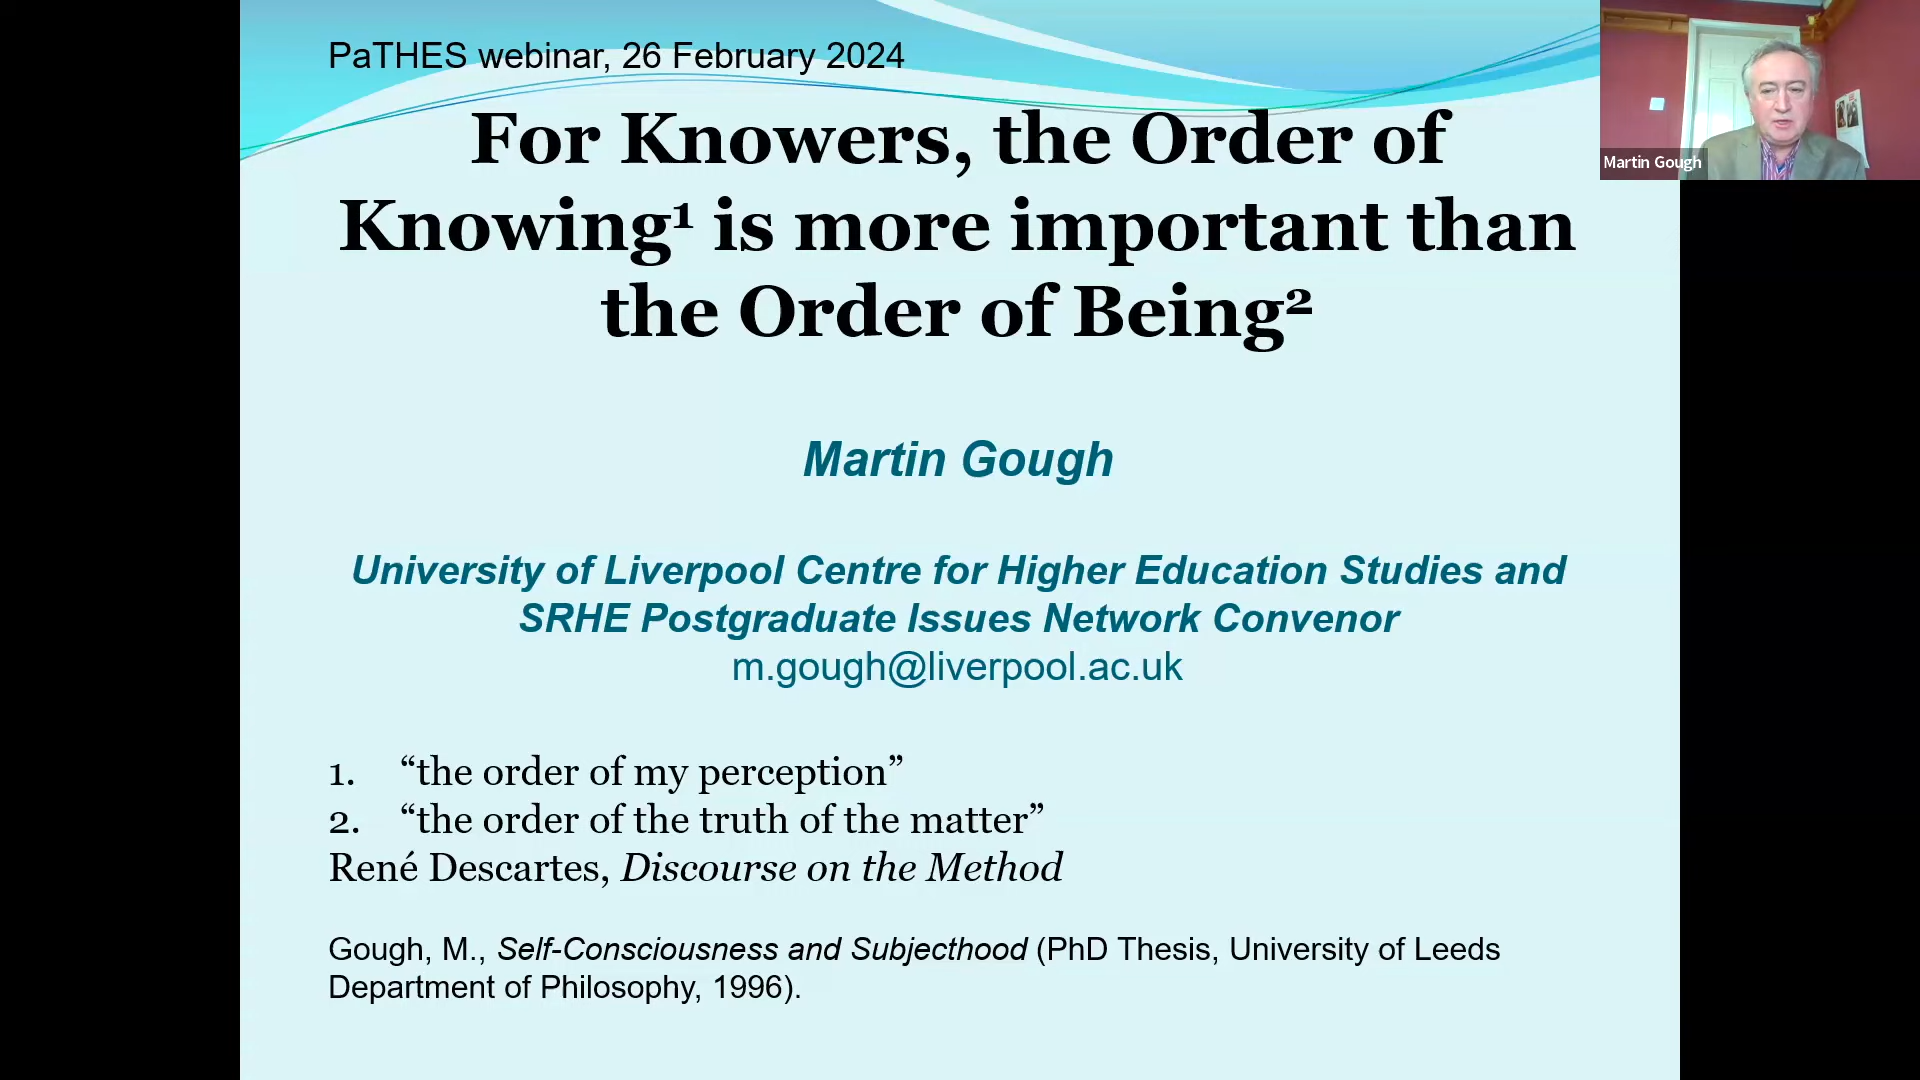 PaTHES webinar, 26 February 2024
For Knowers, the Order of
Knowing¹ is more important than
the Order of Being²
Martin Gough
Martin Gough
University of Liverpool Centre for Higher Education Studies and
SRHE Postgraduate Issues Network Convenor
m.gough@liverpool.ac.uk
1. “the order of my perception”
2. “the order of the truth of the matter”
René Descartes, Discourse on the Method
Gough, M., Self-Consciousness and Subjecthood (PhD Thesis, University of Leeds
Department of Philosophy, 1996).